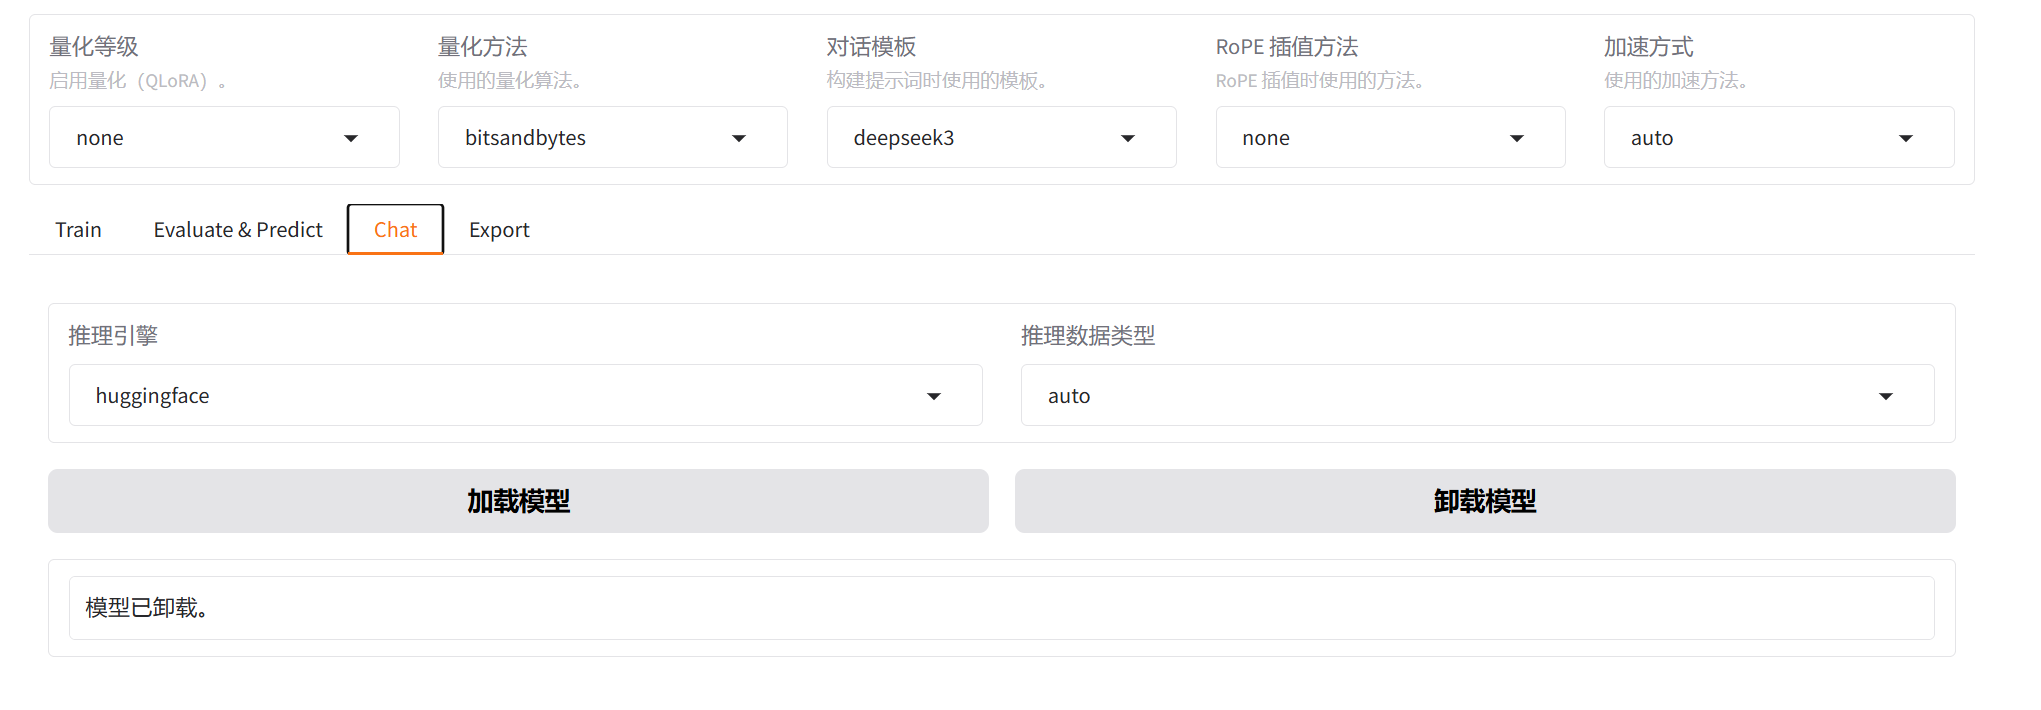 量化等级 量化方法 对话模板 RoPE 插值方法 加速方式
启用量化（QLoRA）。 使用的量化算法。 构建提示词时使用的模板。 RoPE 插值时使用的方法。 使用的加速方法。
none bitsandbytes deepseek3 none auto
Train Evaluate & Predict Chat Export
推理引擎 推理数据类型
huggingface auto
加载模型 卸载模型
模型已卸载。